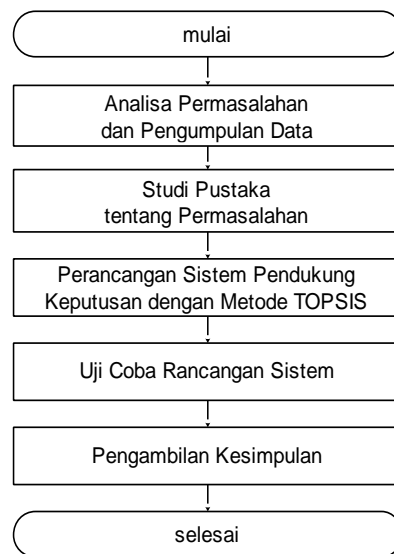 mulai
Analisa Permasalahan
dan Pengumpulan Data
Studi Pustaka
tentang Permasalahan
Perancangan Sistem Pendukung
Keputusan dengan Metode TOPSIS
Uji Coba Rancangan Sistem
Pengambilan Kesimpulan
selesai